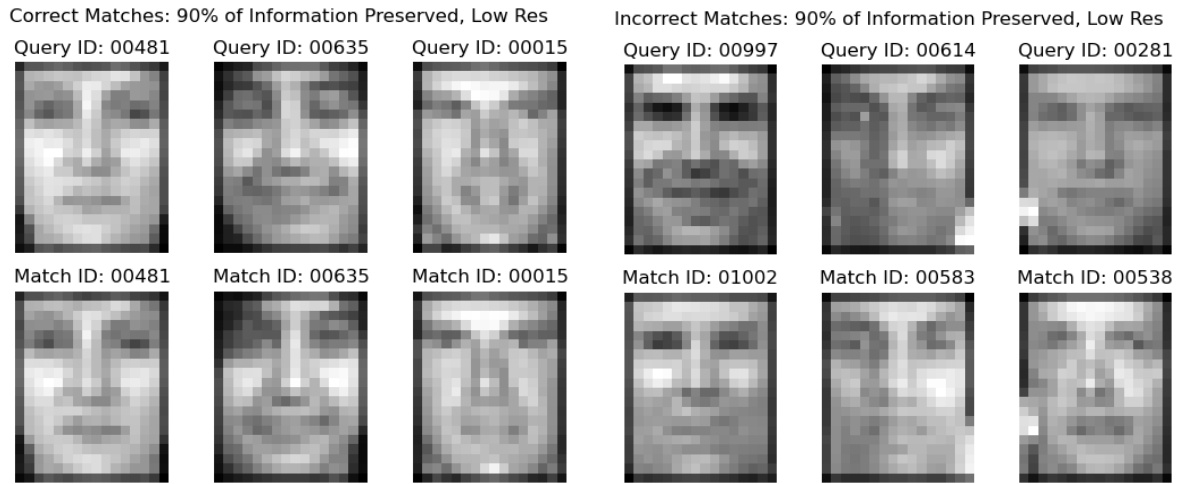 Correct Matches: 90% of Information Preserved, Low Res
Query ID: 00481 Query ID: 00635 Query ID: 00015
Match ID: 00481 Match ID: 00635 Match ID: 00015
Incorrect Matches: 90% of Information Preserved, Low Res
Query ID: 00997 Query ID: 00614 Query ID: 00281
Match ID: 01002 Match ID: 00583 Match ID: 00538